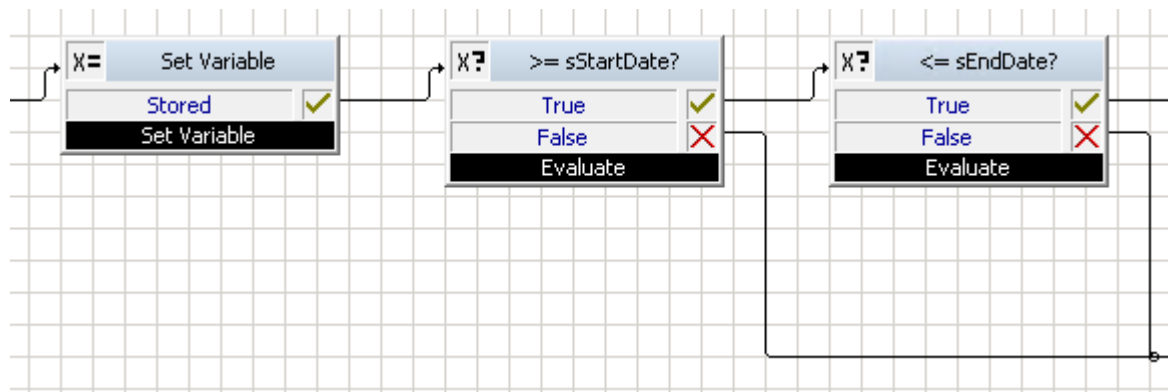 X= Set Variable
Stored
Set Variable
X? >= sStartDate?
True
False
Evaluate
X? <= sEndDate?
True
False
Evaluate